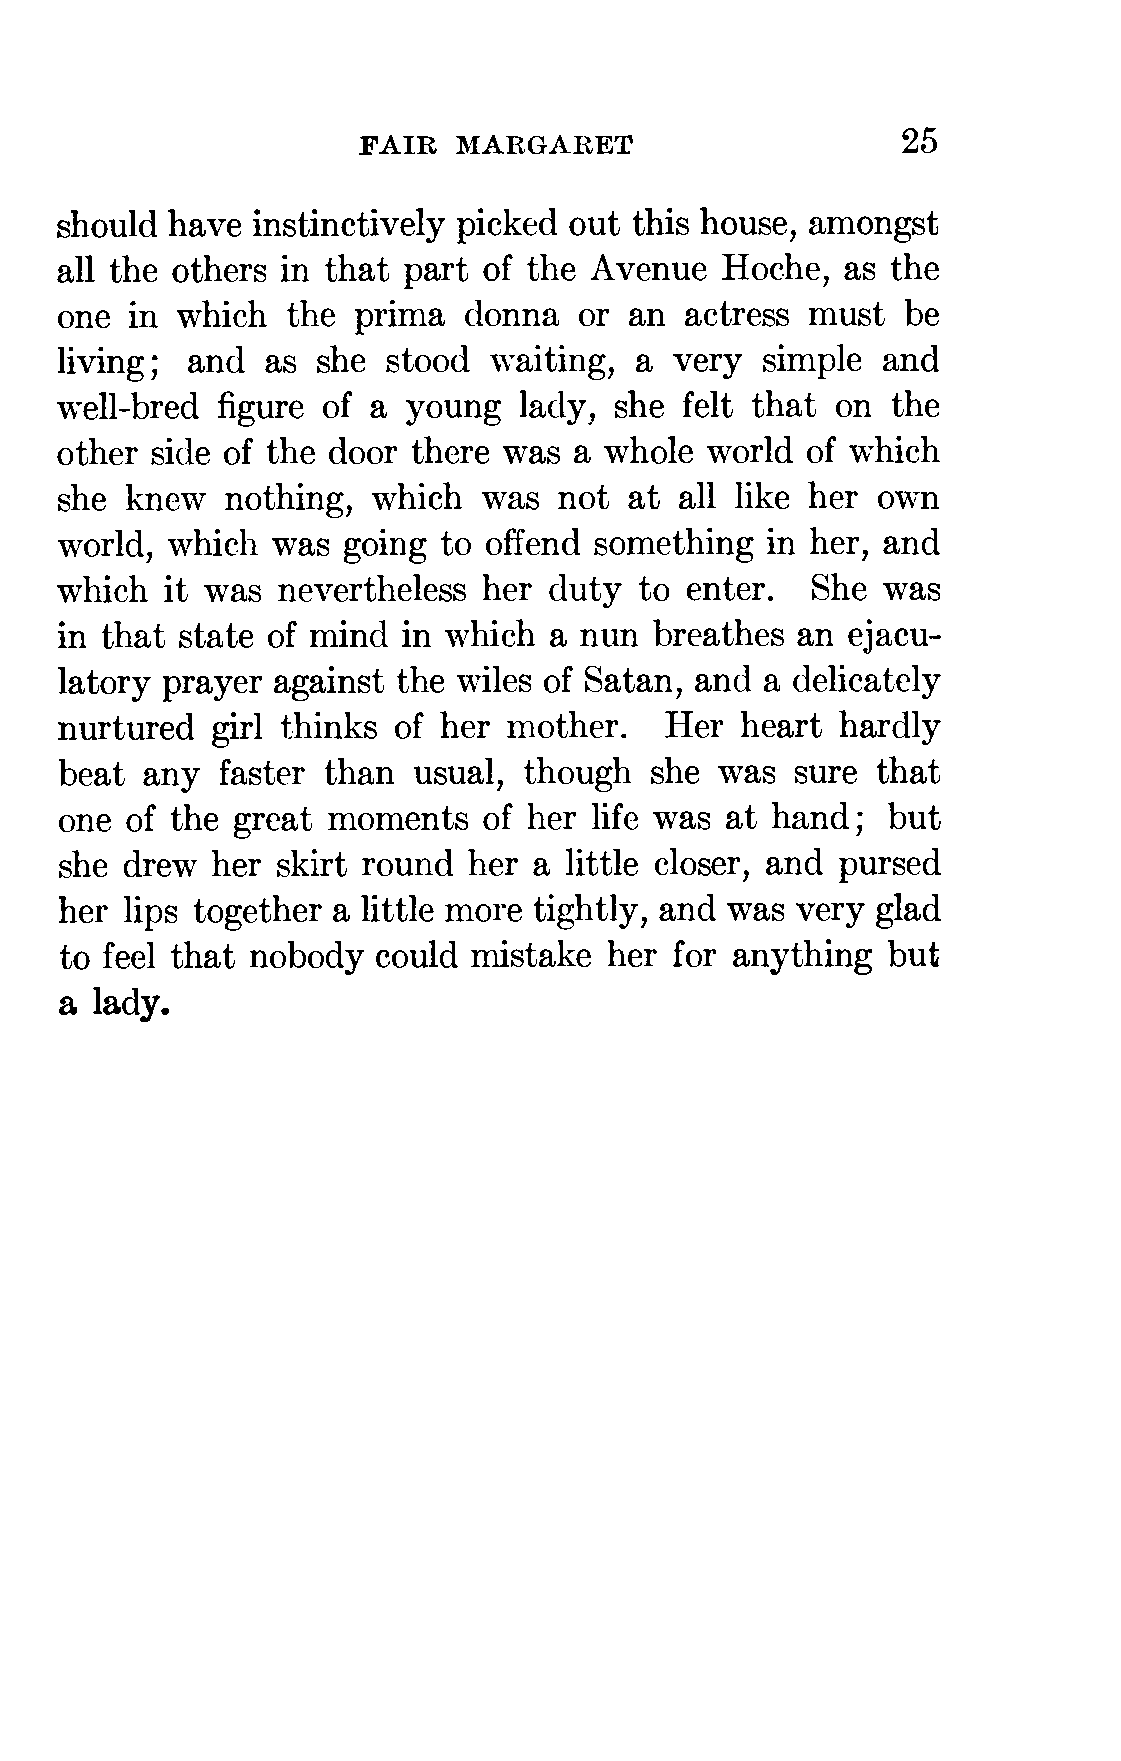 FAIR MARGARET 25
should have instinctively picked out this house, amongst
all the others in that part of the Avenue Hoche, as the
one in which the prima donna or an actress must be
living; and as she stood waiting, a very simple and
well-bred figure of a young lady, she felt that on the
other side of the door there was a whole world of which
she knew nothing, which was not at all like her own
world, which was going to offend something in her, and
which it was nevertheless her duty to enter. She was
in that state of mind in which a nun breathes an ejacu-
latory prayer against the wiles of Satan, and a delicately
nurtured girl thinks of her mother. Her heart hardly
beat any faster than usual, though she was sure that
one of the great moments of her life was at hand; but
she drew her skirt round her a little closer, and pursed
her lips together a little more tightly, and was very glad
to feel that nobody could mistake her for anything but
a lady.